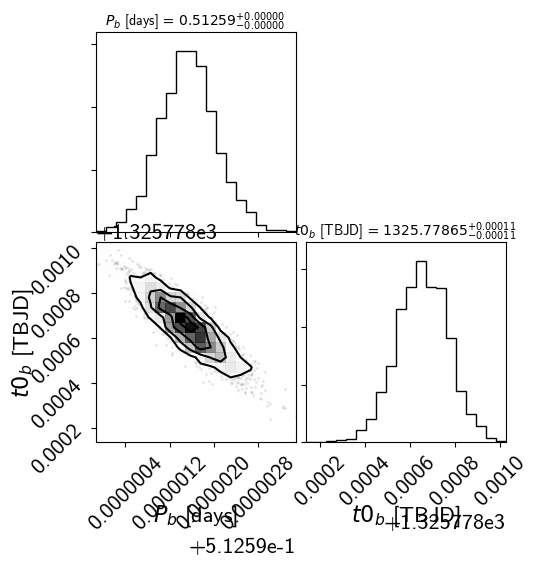 P_b [days] = 0.51259^{+0.00000}_{−0.00000}
+1.325778e3
t0_b [TBJD] = 1325.77865^{+0.00011}_{−0.00011}
0.0010
0.0008
0.0006
0.0004
0.0002
t0_b [TBJD]
0.0000004
0.0000012
0.0000020
0.0000028
P_b [days]
+5.1259e-1
0.0002
0.0004
0.0006
0.0008
0.0010
t0_b [TBJD]
+1.325778e3